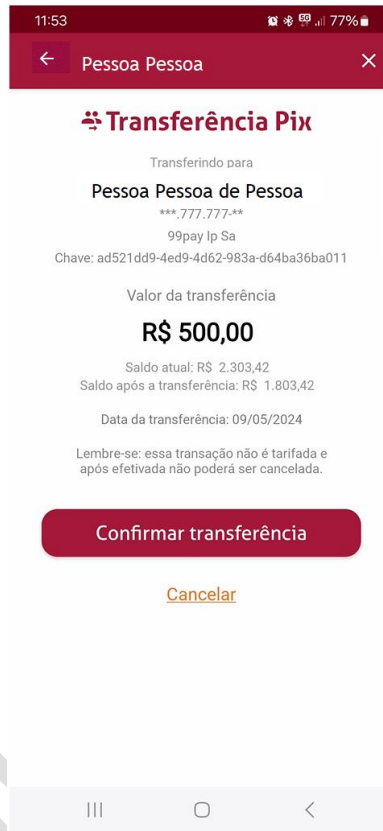 11:53
5G
77%
Pessoa Pessoa
Transferência Pix
Transferindo para
Pessoa Pessoa de Pessoa
***.777.777-**
99pay Ip Sa
Chave: ad521dd9-4ed9-4d62-983a-d64ba36ba011
Valor da transferência
R$ 500,00
Saldo atual: R$ 2.303,42
Saldo após a transferência: R$ 1.803,42
Data da transferência: 09/05/2024
Lembre-se: essa transação não é tarifada e
após efetivada não poderá ser cancelada.
Confirmar transferência
Cancelar